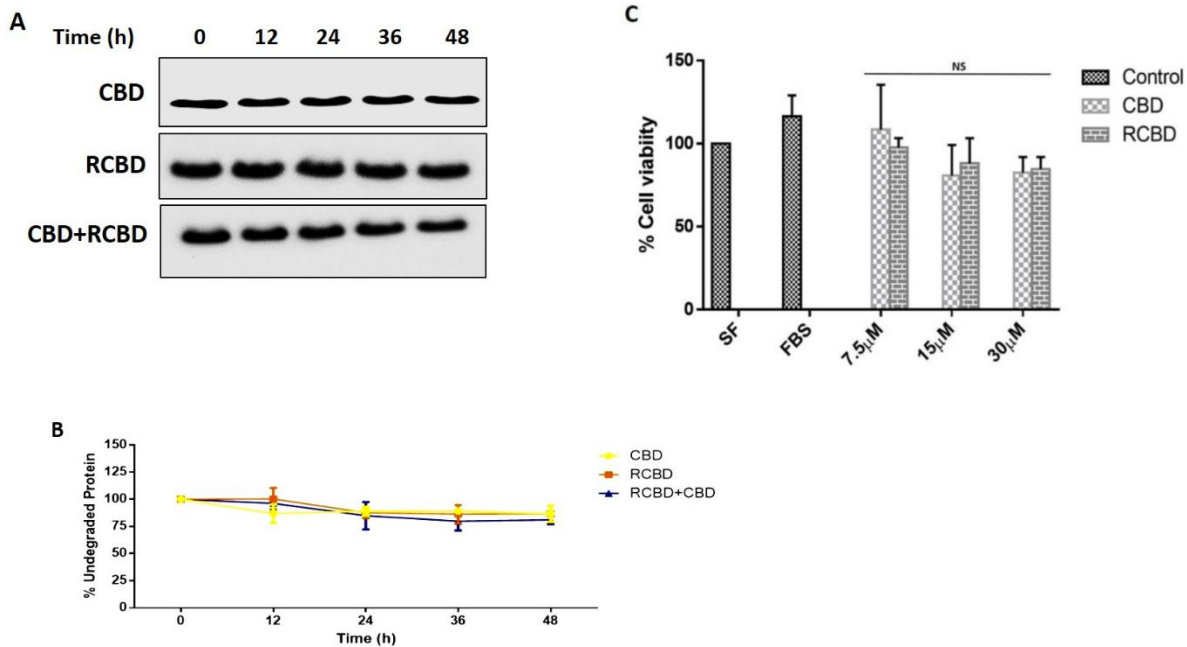 A
Time (h) 0 12 24 36 48
CBD
RCBD
CBD+RCBD
C
NS
% Cell viability
150
100
50
0
SF FBS 7.5μM 15μM 30μM
Control
CBD
RCBD
B
% Undegraded Protein
150
125
100
75
50
25
0
0 12 24 36 48
Time (h)
CBD
RCBD
RCBD+CBD